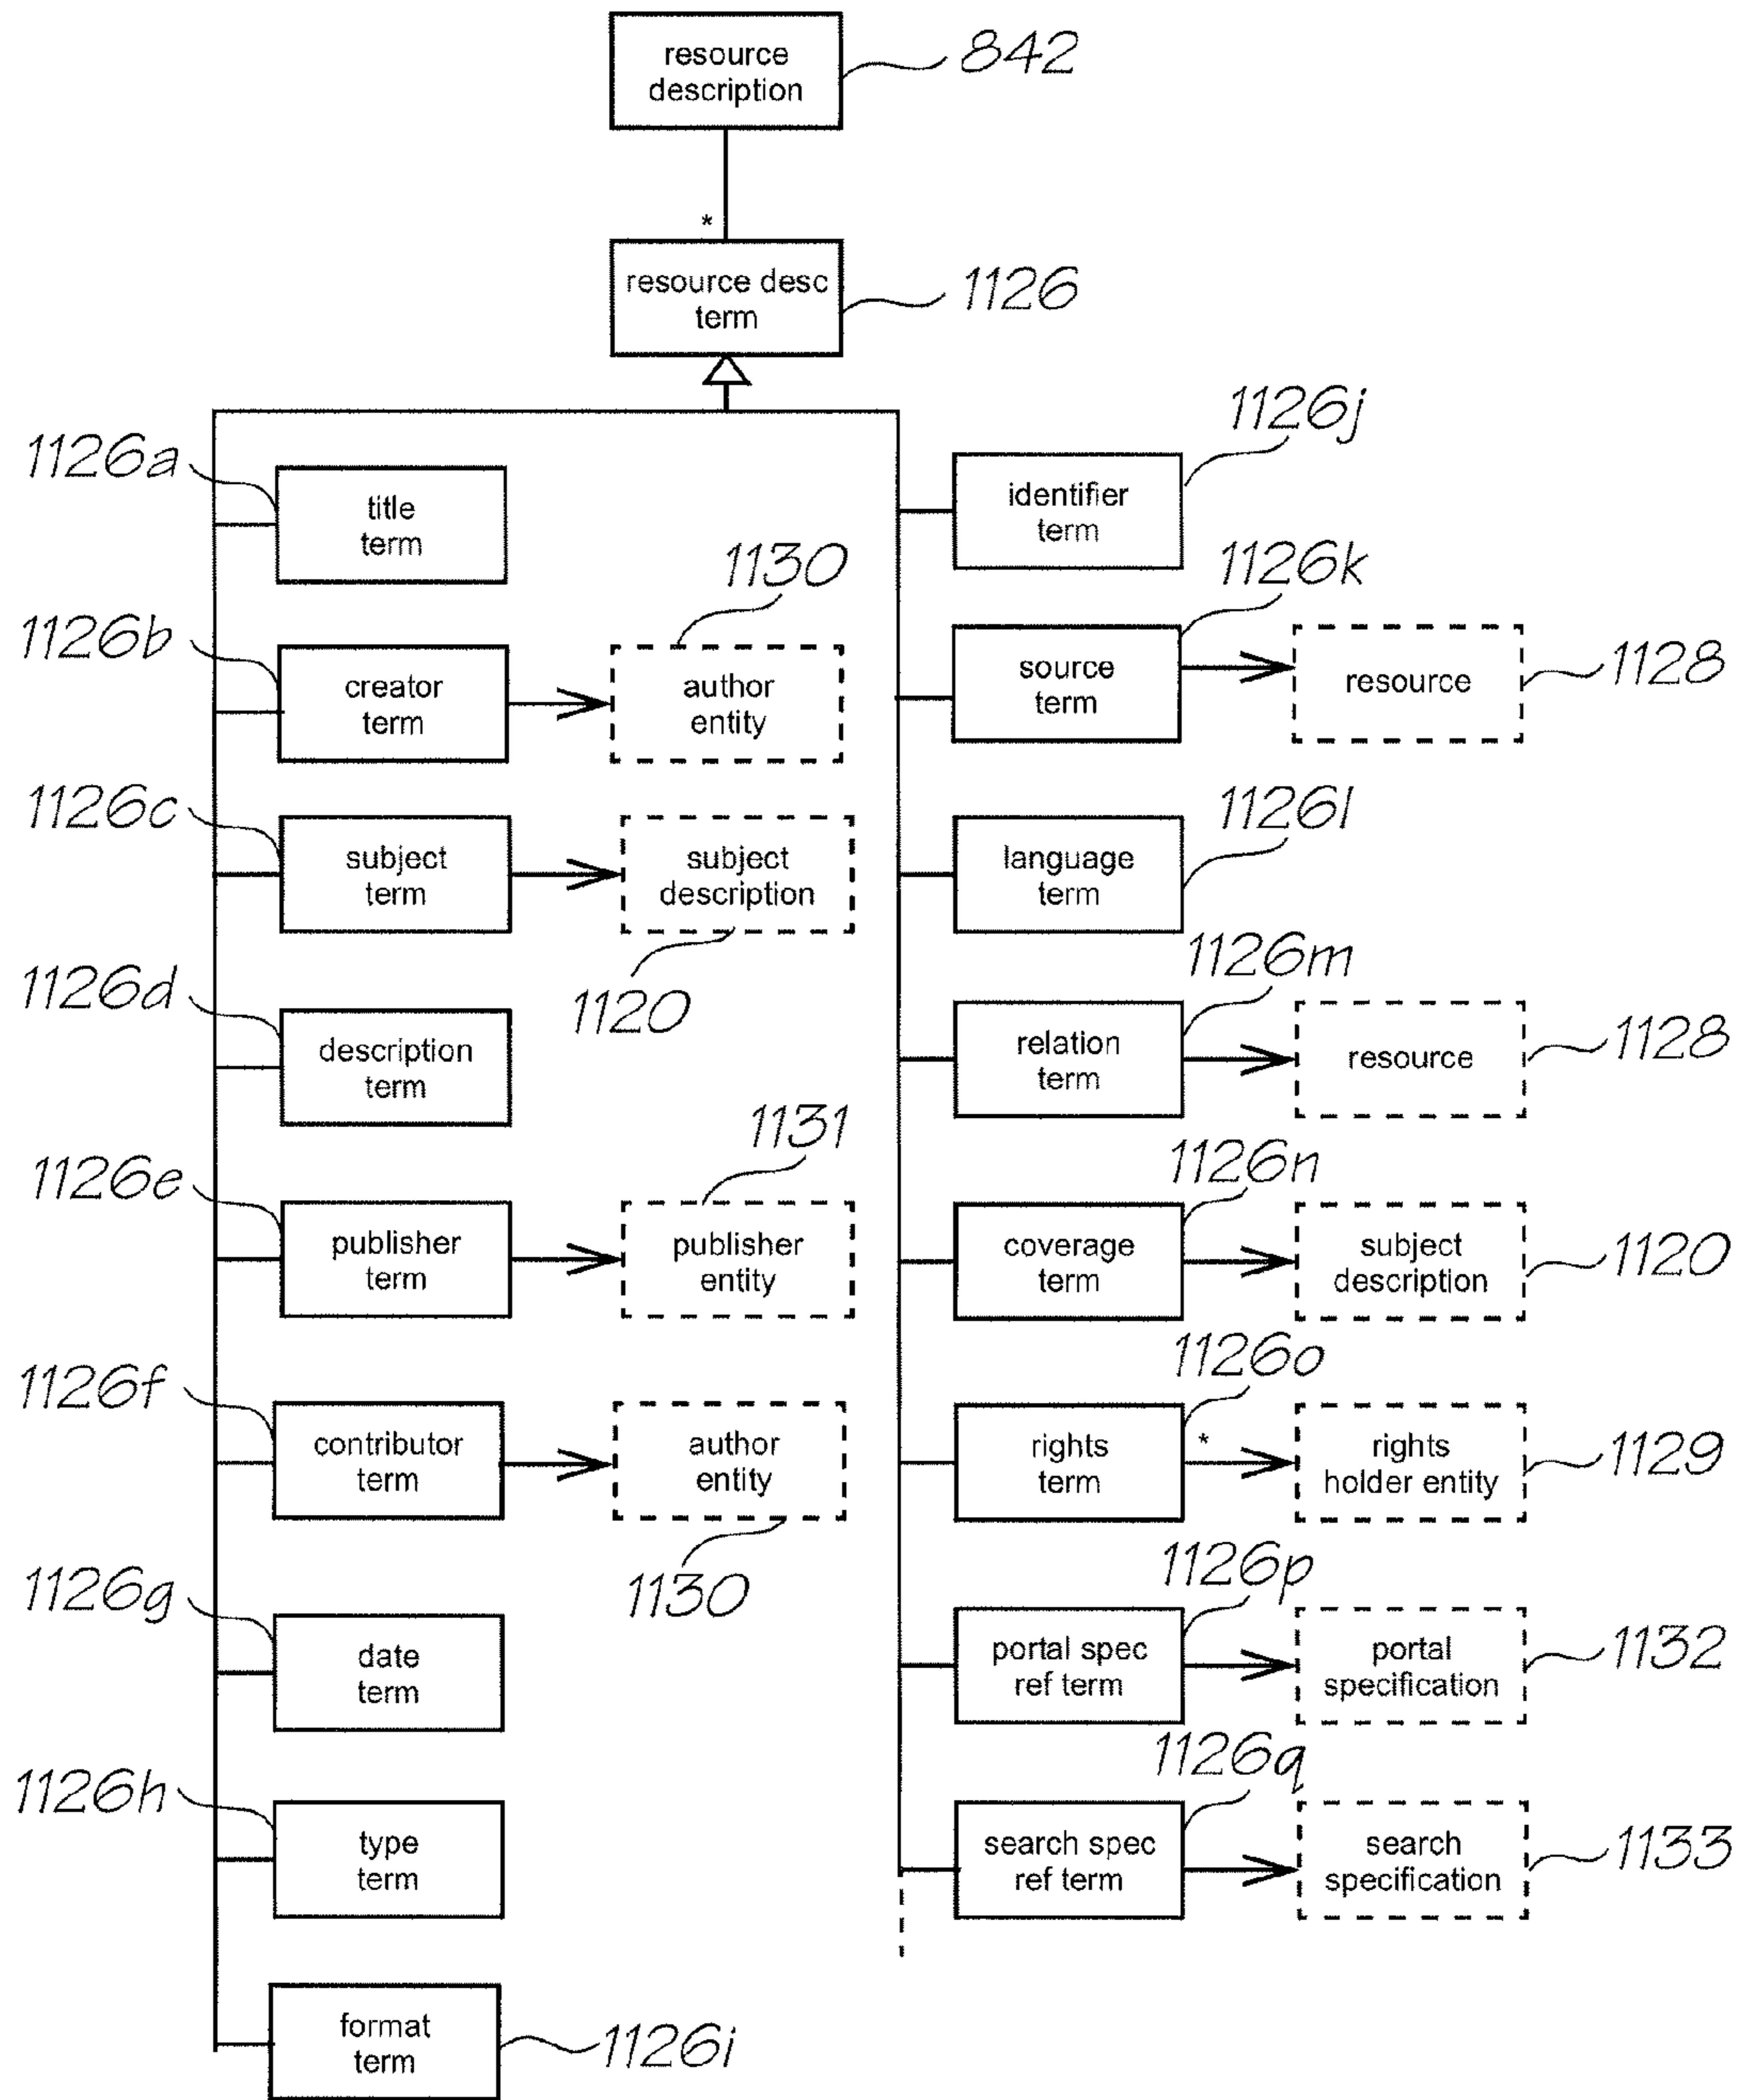 resource
description
842
*
resource desc
term
1126
1126a
title
term
1126b
creator
term
1130
author
entity
1126c
subject
term
subject
description
1120
1126d
description
term
1126e
publisher
term
1131
publisher
entity
1126f
contributor
term
author
entity
1130
1126g
date
term
1126h
type
term
format
term
1126i
1126j
identifier
term
1126k
source
term
resource
1128
1126l
language
term
1126m
relation
term
resource
1128
1126n
coverage
term
subject
description
1120
1126o
rights
term
*
rights
holder entity
1129
1126p
portal spec
ref term
portal
specification
1132
1126q
search spec
ref term
search
specification
1133